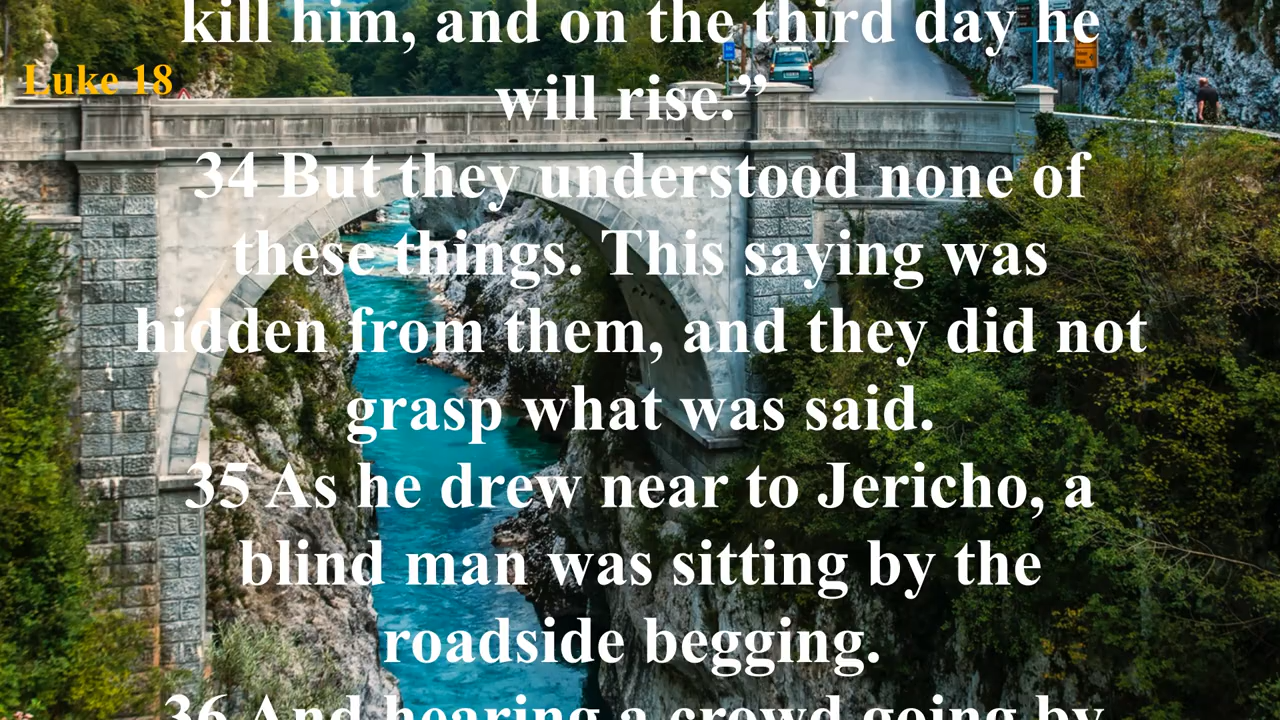 kill him, and on the third day he
Luke 18
will rise.”
34 But they understood none of
these things. This saying was
hidden from them, and they did not
grasp what was said.
35 As he drew near to Jericho, a
blind man was sitting by the
roadside begging.
36 And hearing a crowd going by